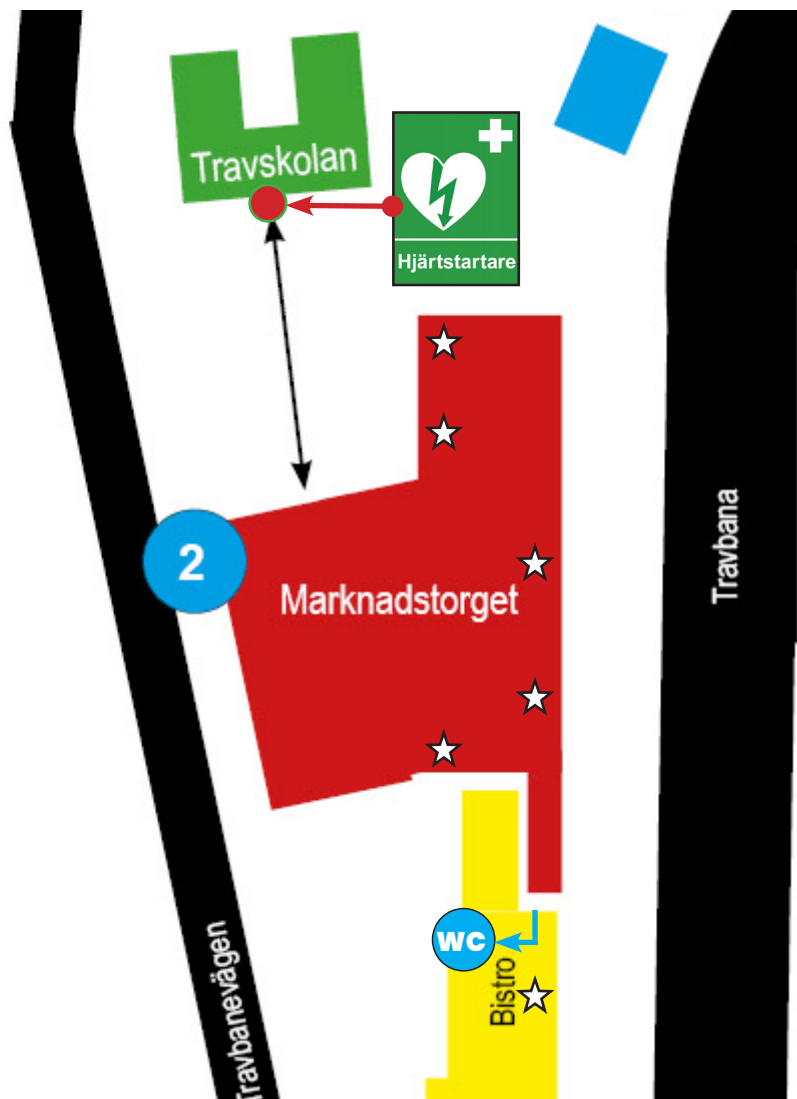 Travskolan
Hjärtstartare
2
Marknadstorget
Travbana
wc
Bistro
Travbanevägen